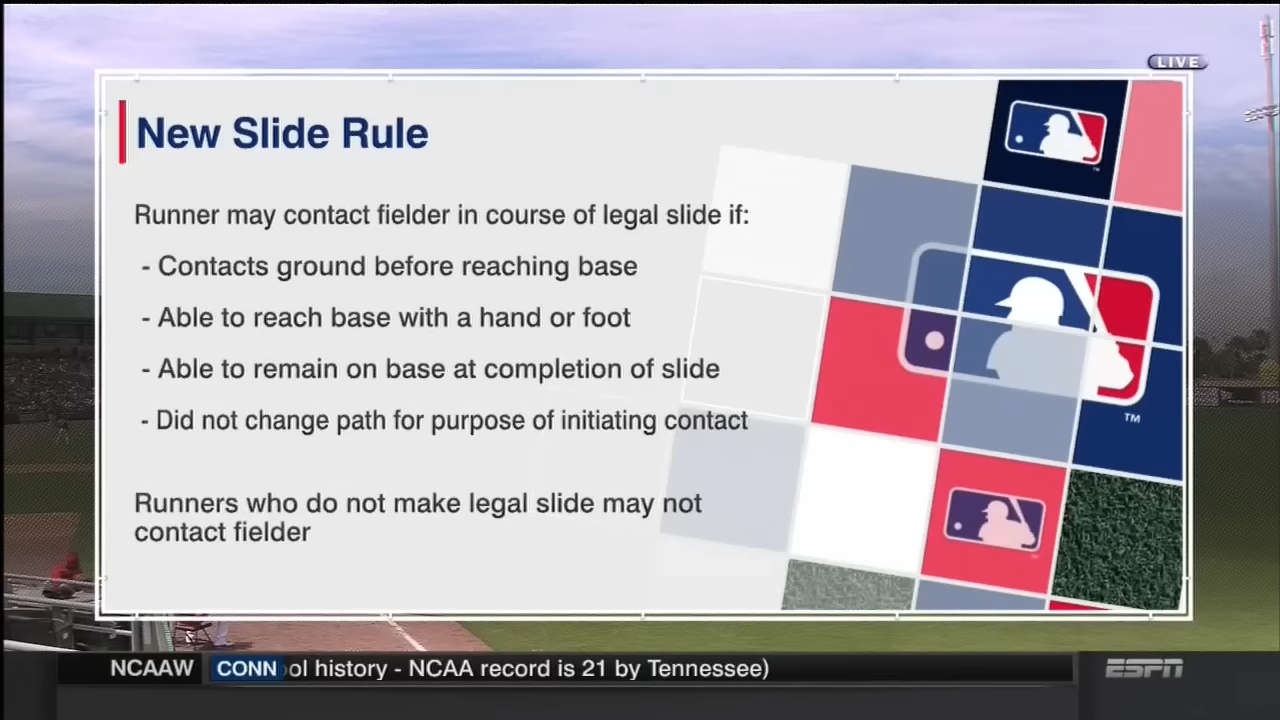 LIVE
New Slide Rule
Runner may contact fielder in course of legal slide if:
- Contacts ground before reaching base
- Able to reach base with a hand or foot
- Able to remain on base at completion of slide
- Did not change path for purpose of initiating contact
TM
Runners who do not make legal slide may not
contact fielder
NCAAW CONN ol history - NCAA record is 21 by Tennessee) ESPN